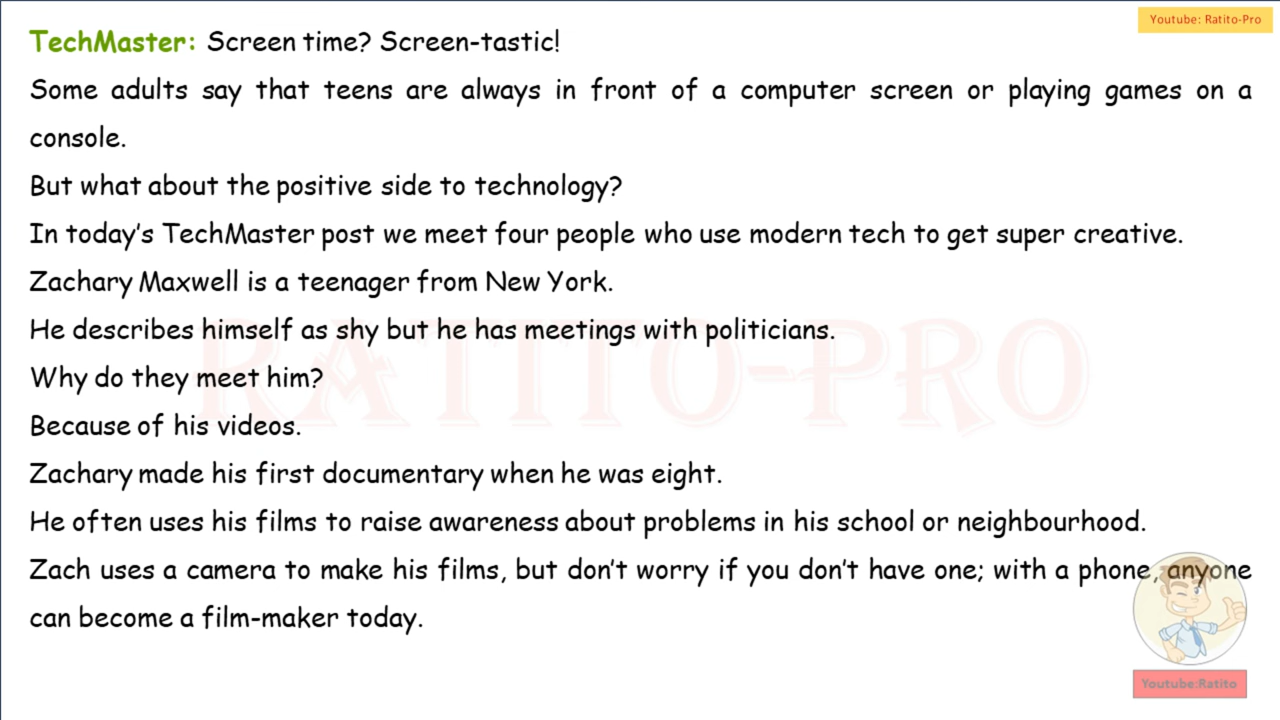 Youtube: Ratito-Pro
TechMaster: Screen time? Screen-tastic!
Some adults say that teens are always in front of a computer screen or playing games on a
console.
But what about the positive side to technology?
In today's TechMaster post we meet four people who use modern tech to get super creative.
Zachary Maxwell is a teenager from New York.
He describes himself as shy but he has meetings with politicians.
RATITO-PRO
Why do they meet him?
Because of his videos.
Zachary made his first documentary when he was eight.
He often uses his films to raise awareness about problems in his school or neighbourhood.
Zach uses a camera to make his films, but don't worry if you don't have one; with a phone, anyone
can become a film-maker today.
Youtube:Ratito